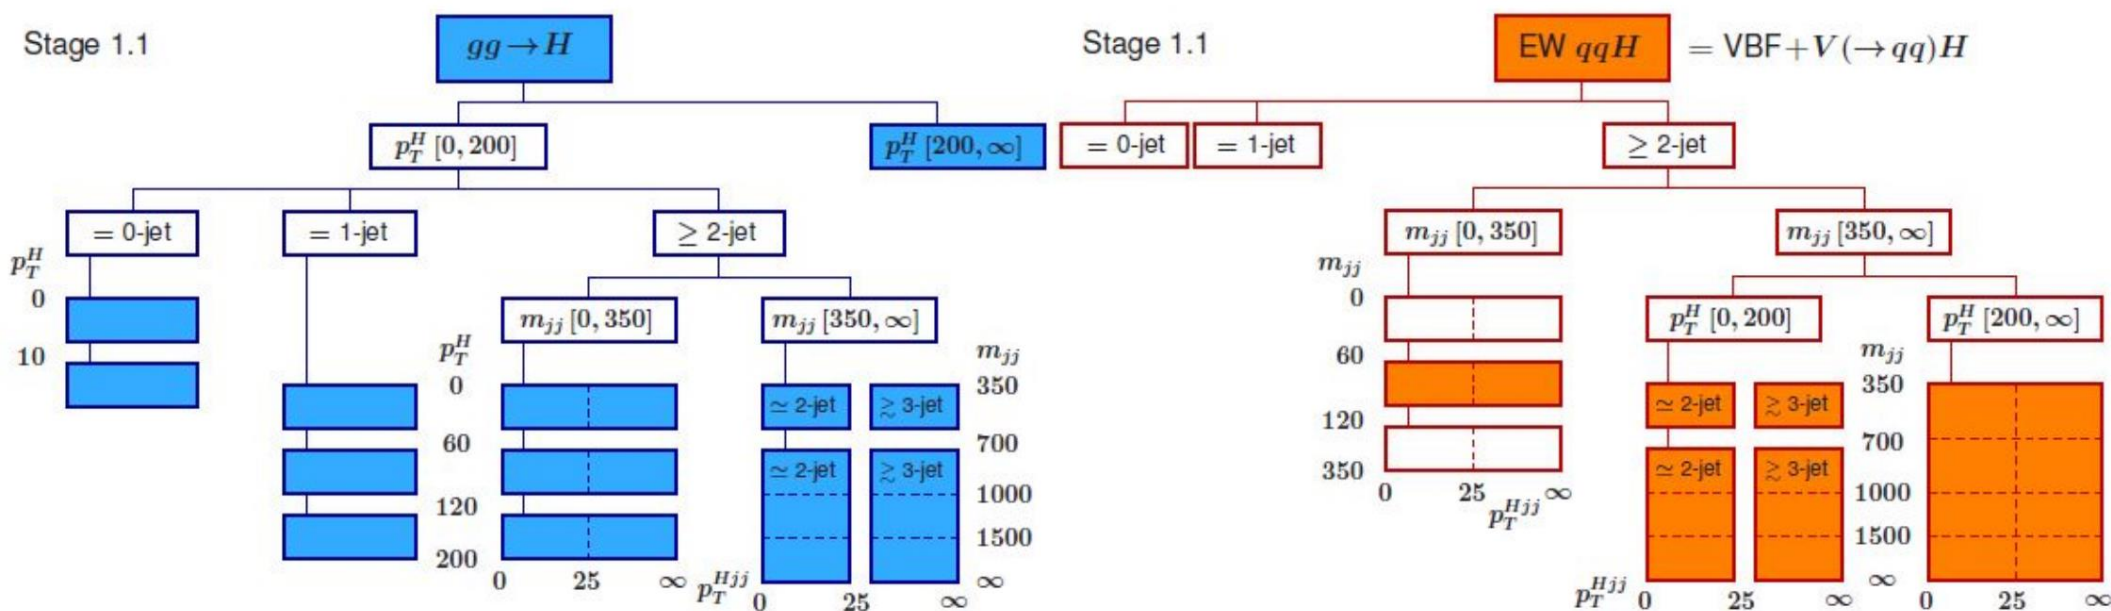 Stage 1.1
gg → H
p_T^H [0, 200]
p_T^H [200, ∞]
= 0-jet
= 1-jet
≥ 2-jet
p_T^H
0
10
m_jj [0, 350]
m_jj [350, ∞]
p_T^H
0
60
120
200
0 25 ∞
p_T^Hjj
m_jj
350
700
1000
1500
∞
≃ 2-jet
≳ 3-jet
≃ 2-jet
≳ 3-jet
0 25 ∞
Stage 1.1
EW qqH
= VBF + V(→ qq)H
= 0-jet
= 1-jet
≥ 2-jet
m_jj [0, 350]
m_jj [350, ∞]
m_jj
0
60
120
350
0 25 ∞
p_T^Hjj
p_T^H [0, 200]
p_T^H [200, ∞]
≃ 2-jet
≳ 3-jet
≃ 2-jet
≳ 3-jet
m_jj
350
700
1000
1500
∞
p_T^Hjj
0 25 ∞
0 25 ∞